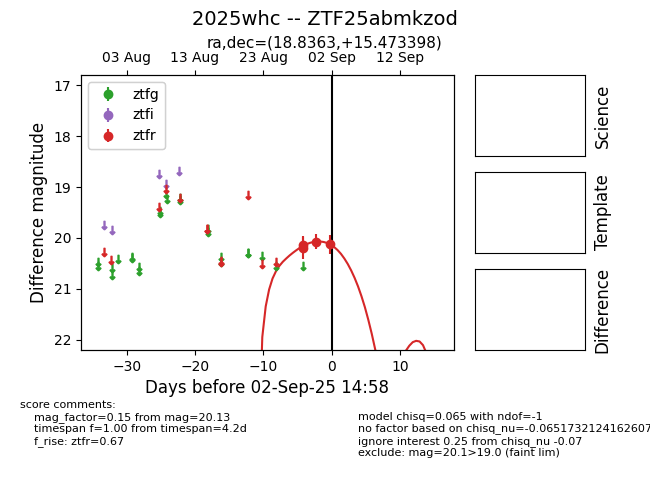 2025whc -- ZTF25abmkzod
ra,dec=(18.8363,+15.473398)
03 Aug 13 Aug 23 Aug 02 Sep 12 Sep
17
18
19
20
21
22
Difference magnitude
ztfg
ztfi
ztfr
−30 −20 −10 0 10
Days before 02-Sep-25 14:58
Science
Template
Difference
score comments:
mag_factor=0.15 from mag=20.13
timespan f=1.00 from timespan=4.2d
f_rise: ztfr=0.67
model chisq=0.065 with ndof=-1
no factor based on chisq_nu=-0.0651732124162607
ignore interest 0.25 from chisq_nu -0.07
exclude: mag=20.1>19.0 (faint lim)